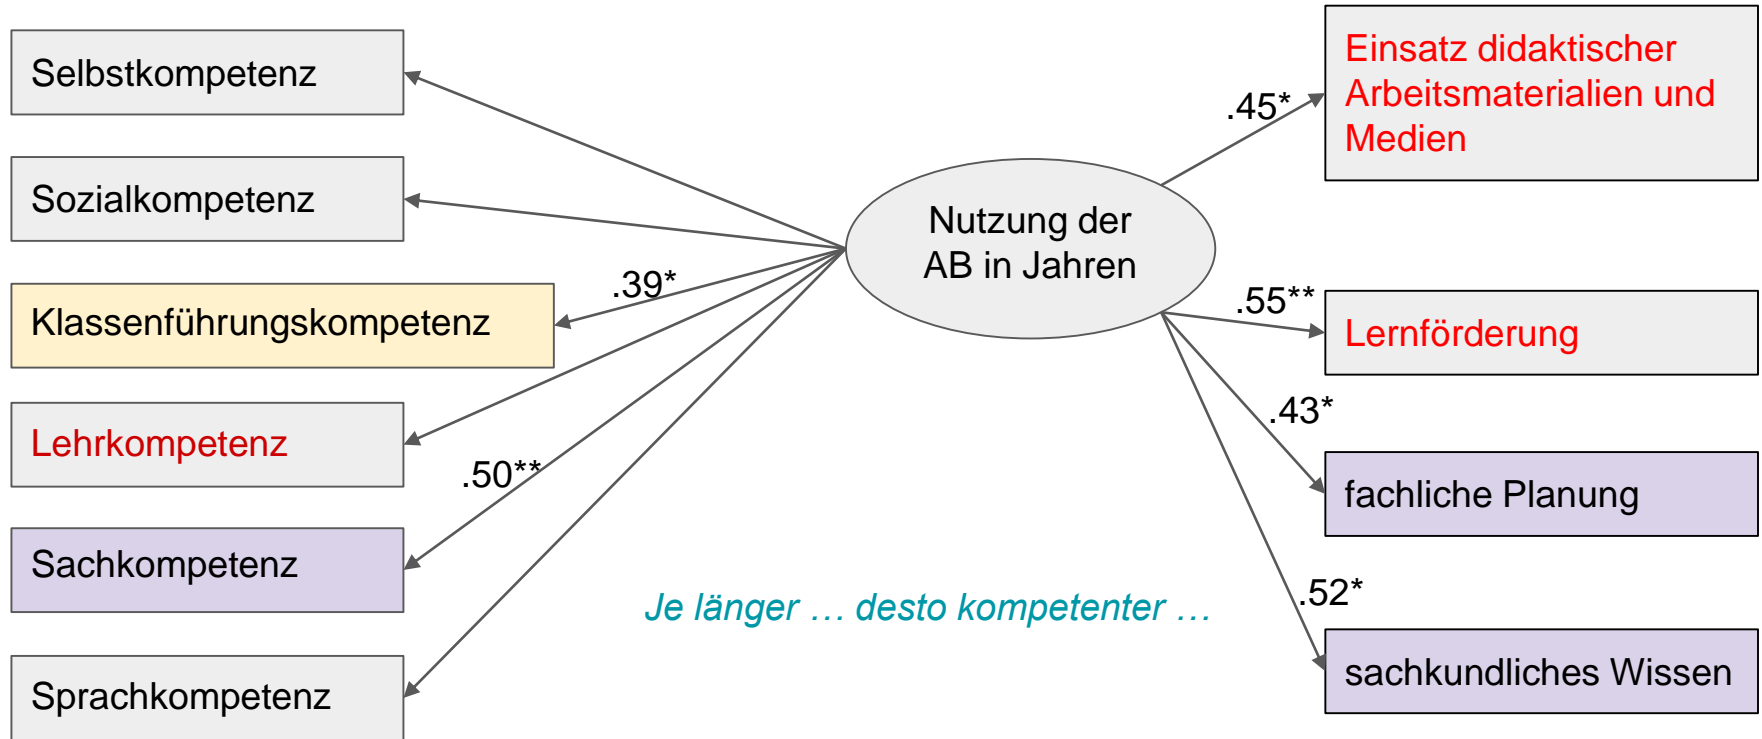 Selbstkompetenz
Sozialkompetenz
.39*
Klassenführungskompetenz
Lehrkompetenz
.50**
Sachkompetenz
Sprachkompetenz
Nutzung der
AB in Jahren
Je länger … desto kompetenter …
.45*
Einsatz didaktischer
Arbeitsmaterialien und
Medien
.55**
Lernförderung
.43*
fachliche Planung
.52*
sachkundliches Wissen